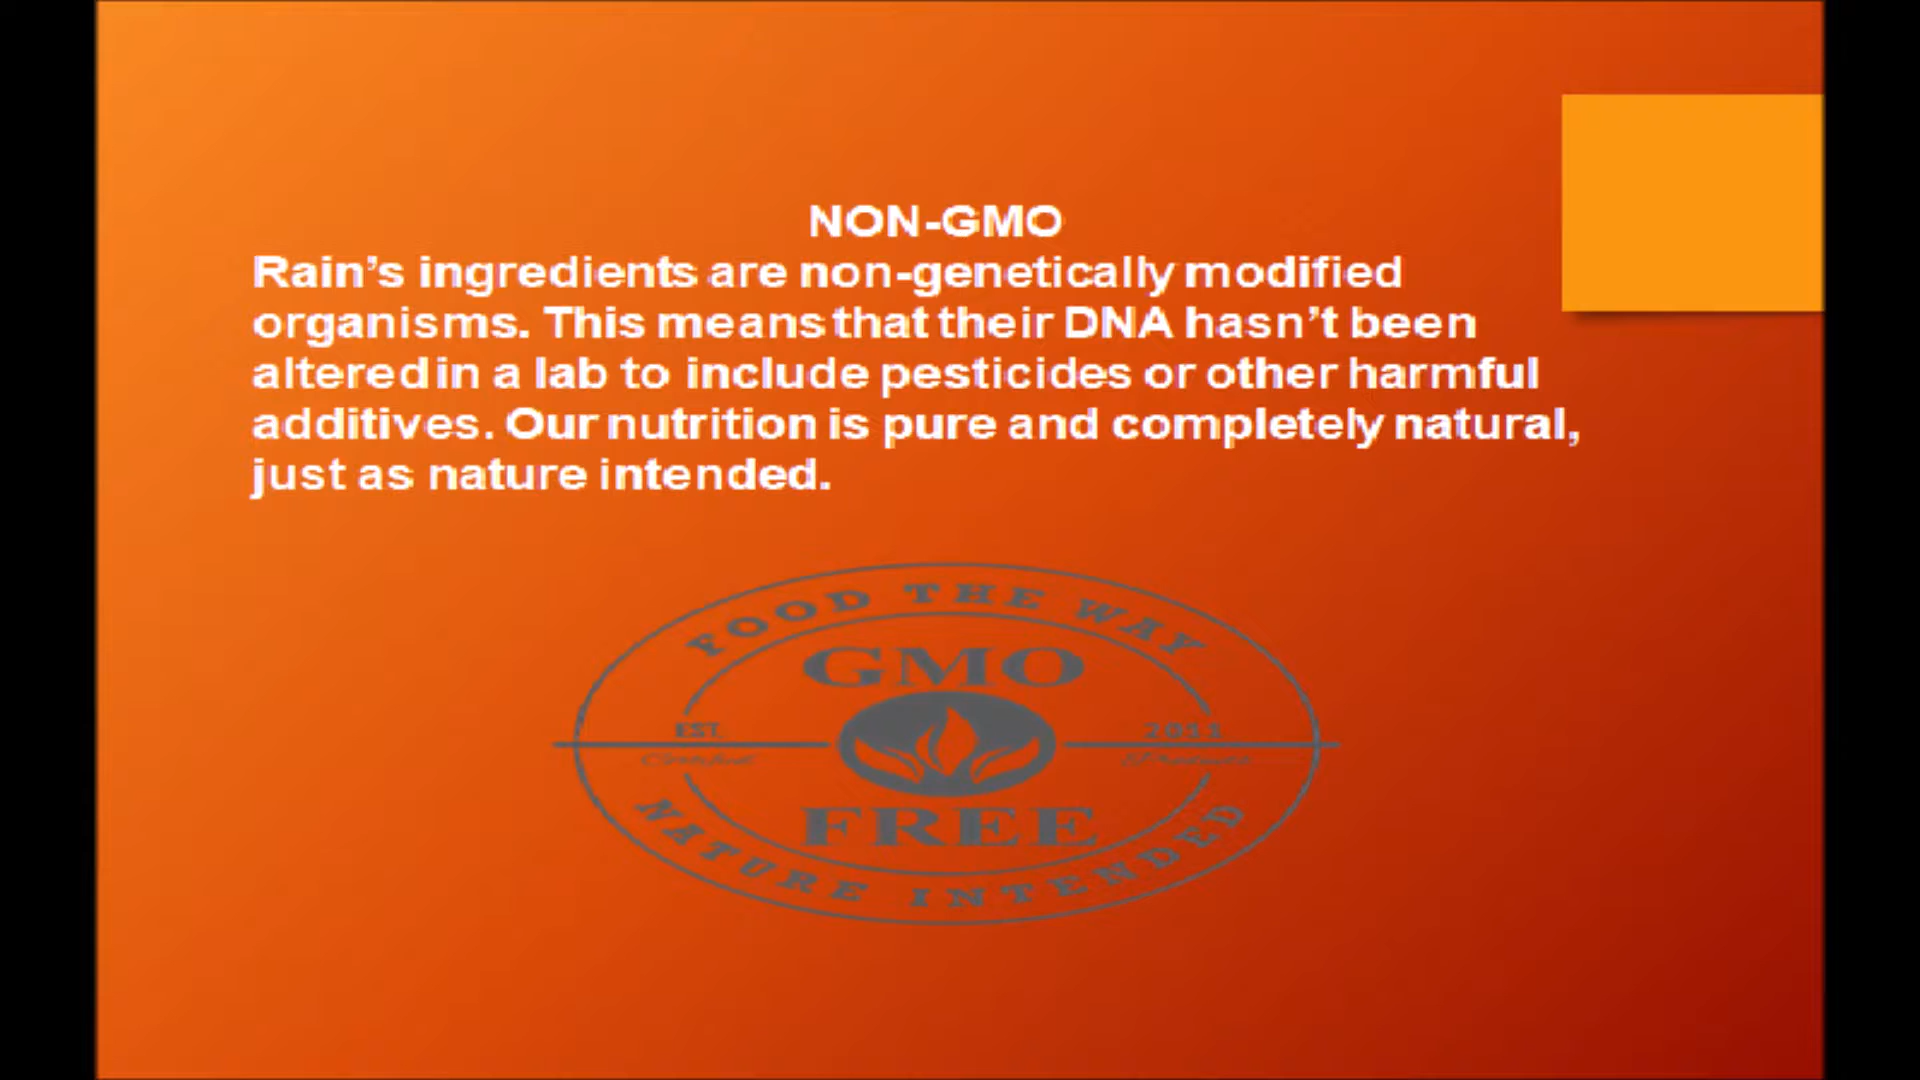 NON-GMO
Rain’s ingredients are non-genetically modified
organisms. This means that their DNA hasn’t been
altered in a lab to include pesticides or other harmful
additives. Our nutrition is pure and completely natural,
just as nature intended.
FOOD THE WAY
GMO
EST. 2011
Certified Products
FREE
NATURE INTENDED